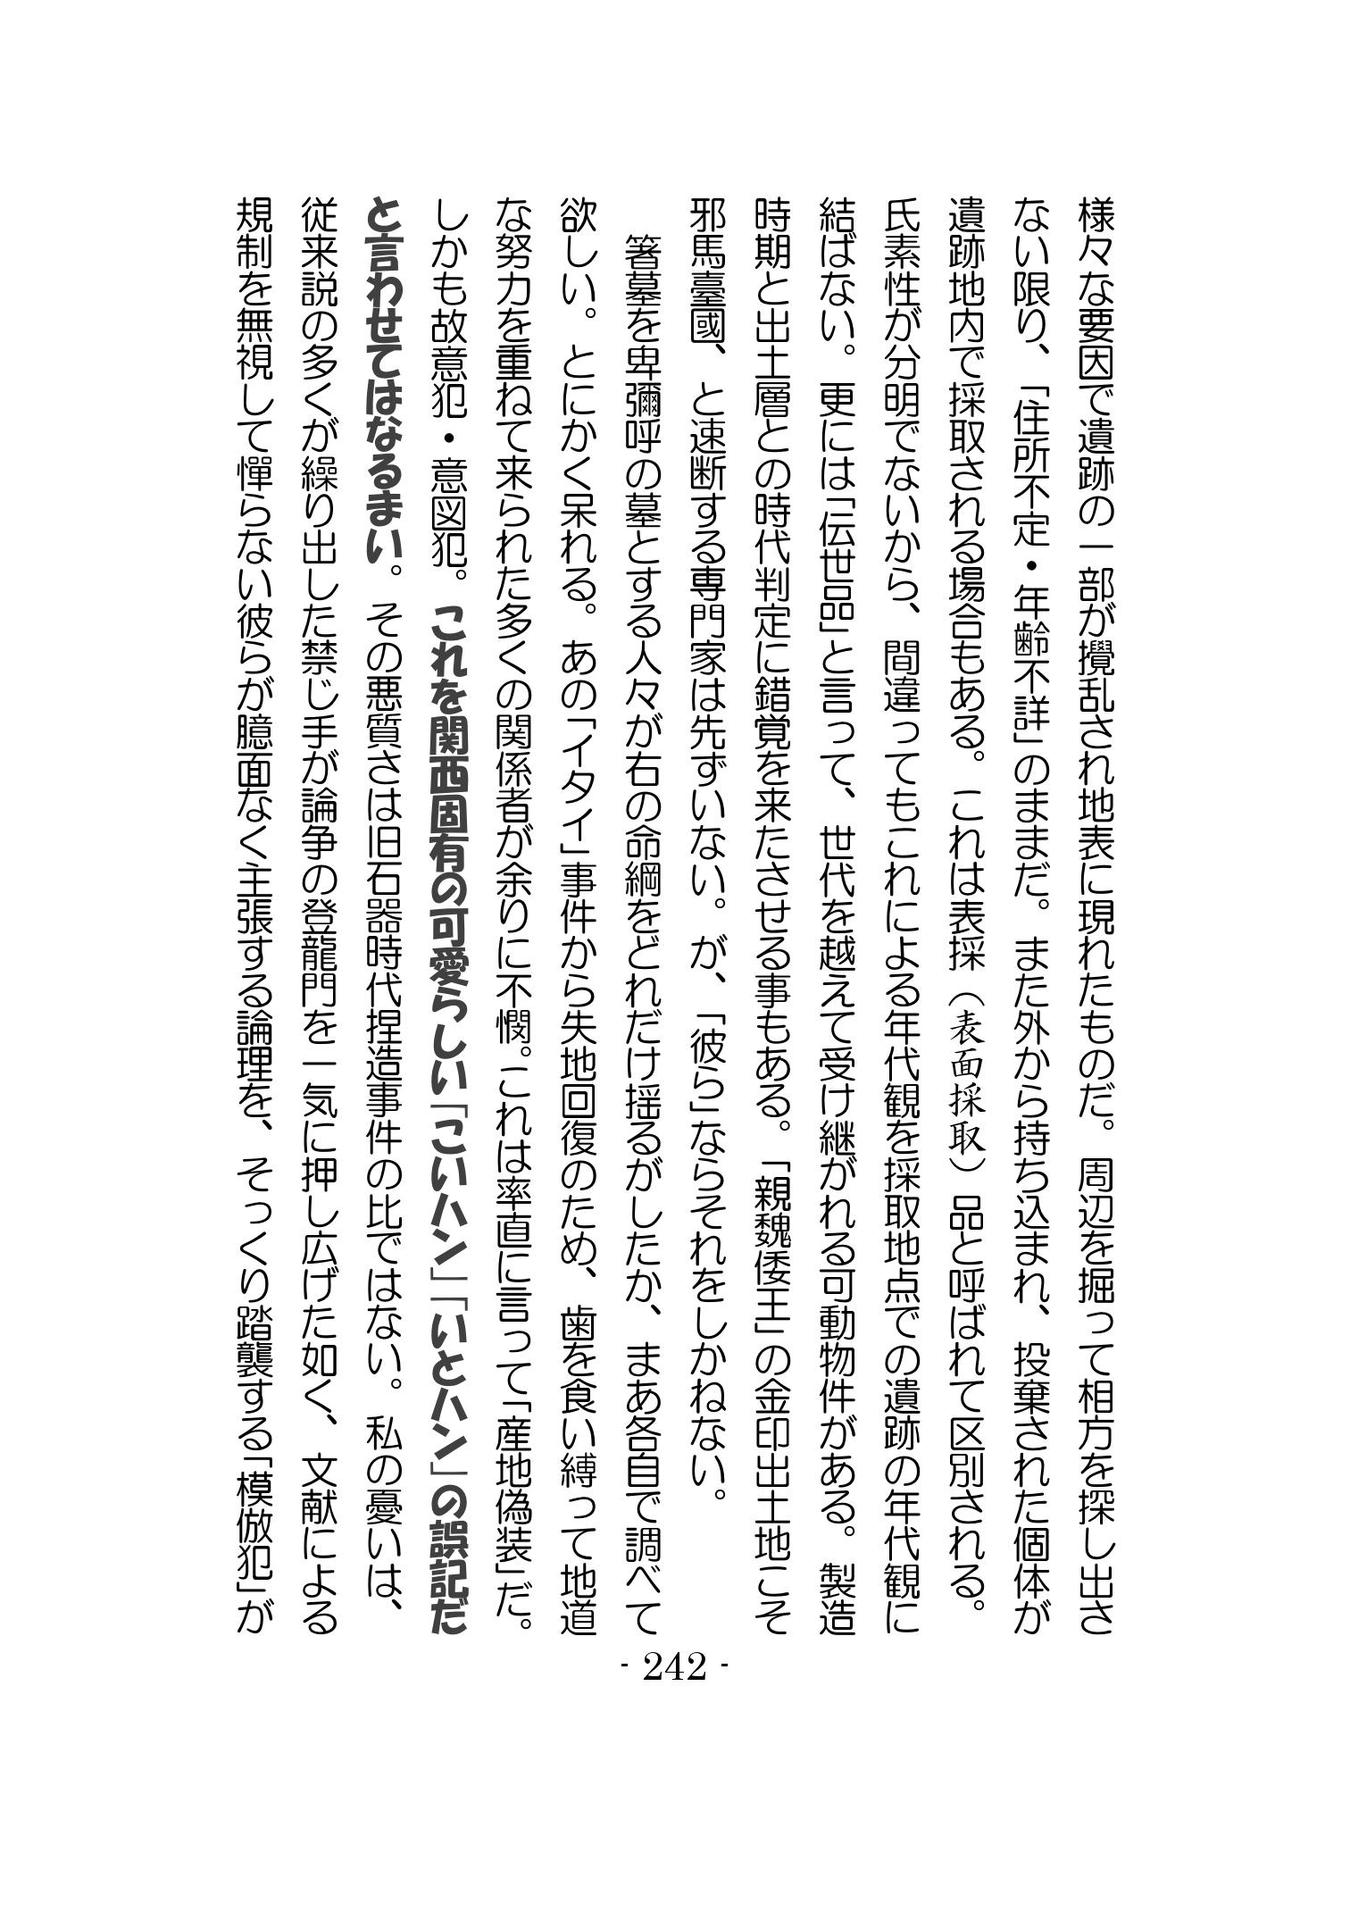 様々な要因で遺跡の一部が攪乱され地表に現れたものだ。周辺を掘って相方を探し出さ
ない限り、「住所不定・年齢不詳」のままだ。また外から持ち込まれ、投棄された個体が
遺跡地内で採取される場合もある。これは表採（表面採取）品と呼ばれて区別される。
氏素性が分明でないから、間違ってもこれによる年代観を採取地点での遺跡の年代観に
結ばない。更には「伝世品」と言って、世代を越えて受け継がれる可動物件がある。製造
時期と出土層との時代判定に錯覚を来たさせる事もある。「親魏倭王」の金印出土地こそ
邪馬臺國、と速断する専門家は先ずいない。が、「彼ら」ならそれをしかねない。
　箸墓を卑彌呼の墓とする人々が右の命綱をどれだけ揺るがしたか、まあ各自で調べて
欲しい。とにかく呆れる。あの「イタイ」事件から失地回復のため、歯を食い縛って地道
な努力を重ねて来られた多くの関係者が余りに不憫。これは率直に言って「産地偽装」だ。
しかも故意犯・意図犯。これを関西固有の可愛らしい「こいハン」「いとハン」の誤記だ
と言わせてはなるまい。その悪質さは旧石器時代捏造事件の比ではない。私の憂いは、
従来説の多くが繰り出した禁じ手が論争の登龍門を一気に押し広げた如く、文献による
規制を無視して憚らない彼らが臆面なく主張する論理を、そっくり踏襲する「模倣犯」が
- 242 -